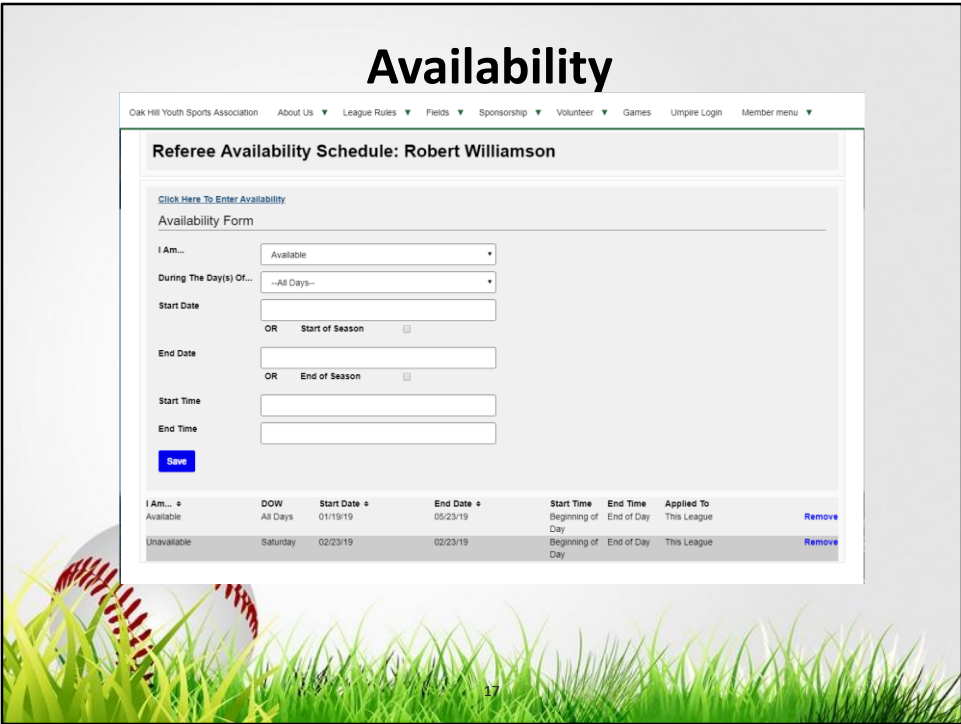 Availability
Oak Hill Youth Sports Association About Us ▼ League Rules ▼ Fields ▼ Sponsorship ▼ Volunteer ▼ Games Umpire Login Member menu ▼
Referee Availability Schedule: Robert Williamson
Click Here To Enter Availability
Availability Form
I Am... Available
During The Day(s) Of... --All Days--
Start Date
OR Start of Season
End Date
OR End of Season
Start Time
End Time
Save
I Am... DOW Start Date End Date Start Time End Time Applied To
Available All Days 01/19/19 05/23/19 Beginning of End of Day This League Remove
Day
Unavailable Saturday 02/23/19 02/23/19 Beginning of End of Day This League Remove
Day
17